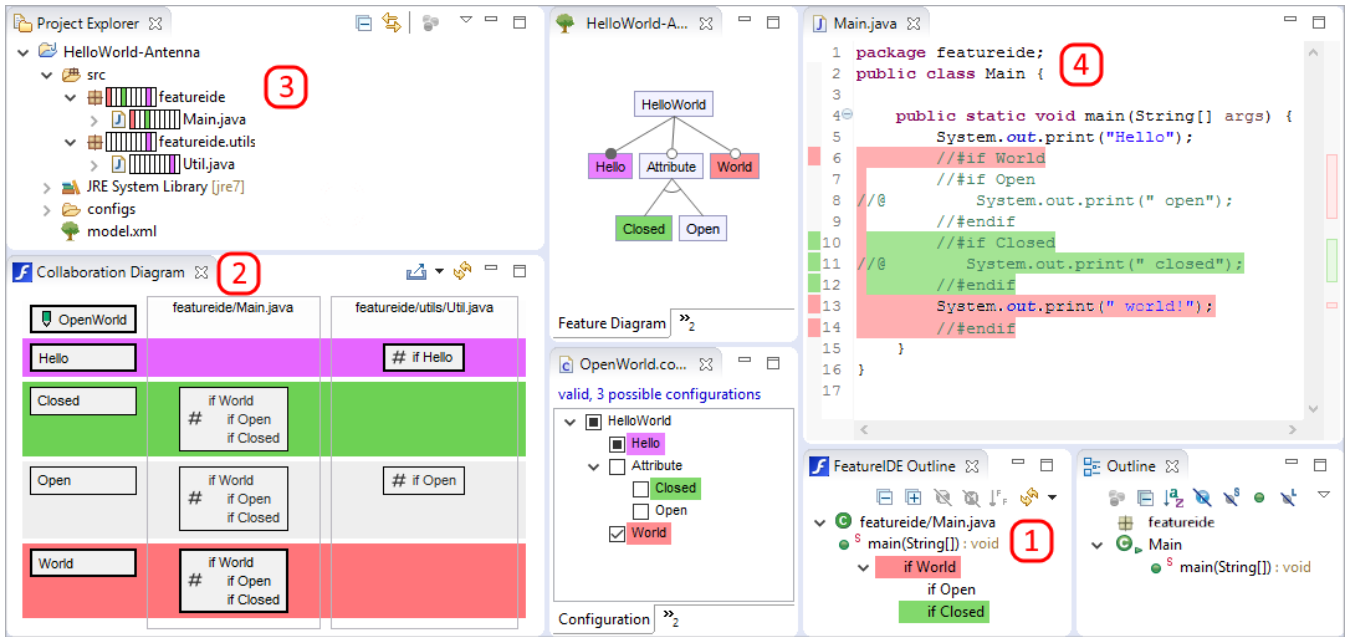 Project Explorer
3
HelloWorld-Antenna
src
featureide
Main.java
featureide.utils
Util.java
JRE System Library [jre7]
configs
model.xml
Collaboration Diagram
2
OpenWorld
featureide/Main.java
featureide/utils/Util.java
Hello
# if Hello
Closed
if World
# if Open
if Closed
Open
if World
# if Open
if Closed
# if Open
World
if World
# if Open
if Closed
HelloWorld-A...
HelloWorld
Hello
Attribute
World
Closed
Open
Feature Diagram
»2
OpenWorld.co...
valid, 3 possible configurations
HelloWorld
Hello
Attribute
Closed
Open
World
Configuration
»2
Main.java
4
1 package featureide;
2 public class Main {
3
4 public static void main(String[] args) {
5 System.out.print("Hello");
6 //#if World
7 //#if Open
8 //@ System.out.print(" open");
9 //#endif
10 //#if Closed
11 //@ System.out.print(" closed");
12 //#endif
13 System.out.print(" world!");
14 //#endif
15 }
16 }
17
FeatureIDE Outline
featureide/Main.java
main(String[]) : void
1
if World
if Open
if Closed
Outline
featureide
Main
main(String[]) : void